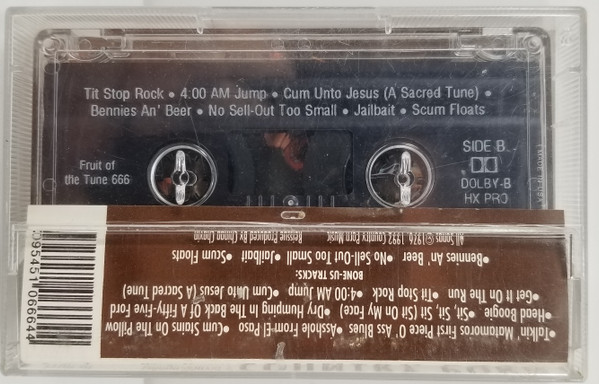 Tit Stop Rock • 4:00 AM Jump • Cum Unto Jesus (A Sacred Tune) •
Bennies An' Beer • No Sell-Out Too Small • Jailbait • Scum Floats
Fruit of
the Tune 666
SIDE B
DOLBY-B
HX PRO
•Talkin' Matamoros First Piece O' Ass Blues •Asshole From El Paso •Cum Stains On The Pillow
•Head Boogie •Sit, Sit, Sit (Sit On My Face) •Dry Humping In The Back Of A Fifty-Five Ford
•Get It On The Run •Tit Stop Rock •4:00 AM Jump •Cum Unto Jesus (A Sacred Tune)
BONE-US TRACKS:
•Bennies An' Beer •No Sell-Out Too Small •Jailbait •Scum Floats
All Songs ©1976, 1992 Country Porn Music Reissue Produced By Chinga Chavin
095451066644